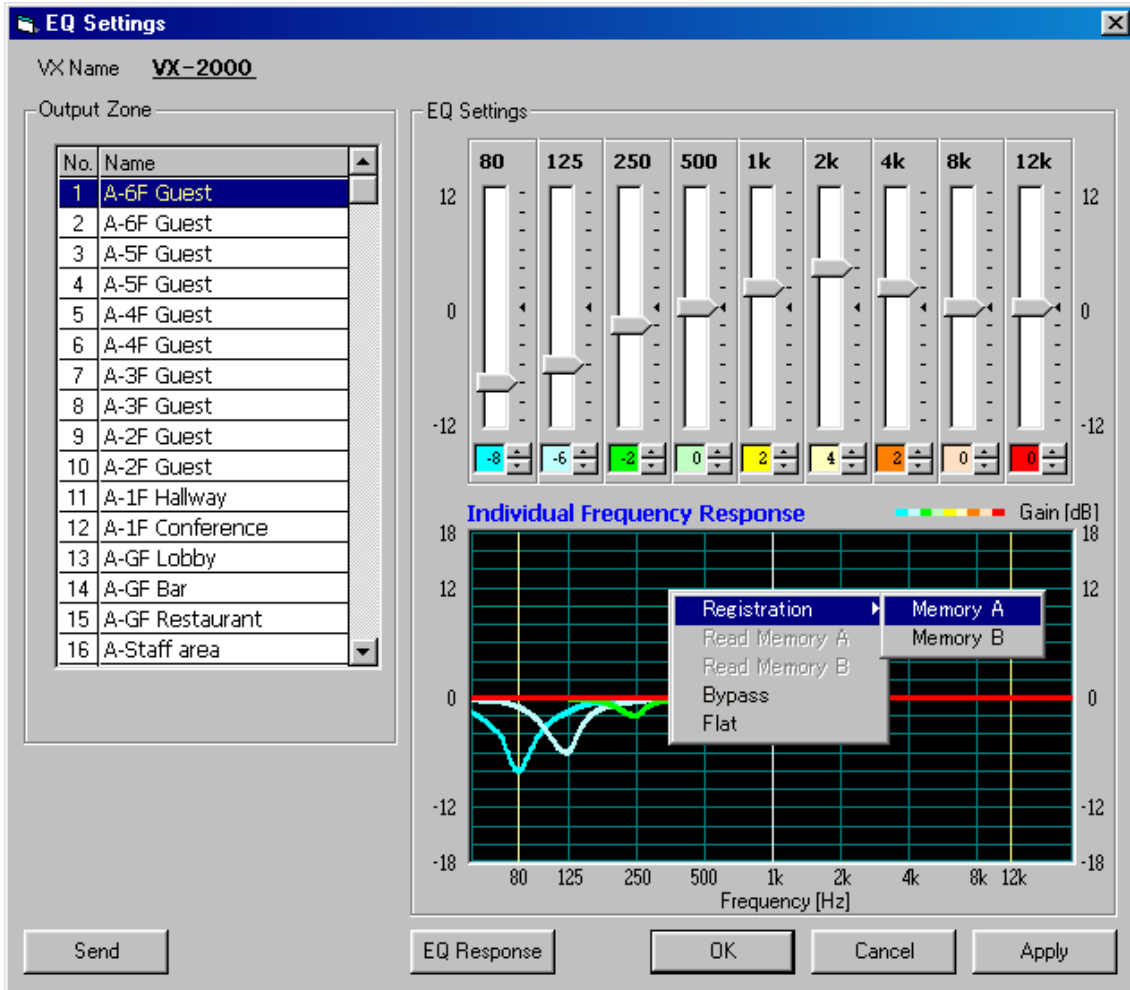 EQ Settings
VX Name VX-2000
Output Zone
No. Name
1 A-6F Guest
2 A-6F Guest
3 A-5F Guest
4 A-5F Guest
5 A-4F Guest
6 A-4F Guest
7 A-3F Guest
8 A-3F Guest
9 A-2F Guest
10 A-2F Guest
11 A-1F Hallway
12 A-1F Conference
13 A-GF Lobby
14 A-GF Bar
15 A-GF Restaurant
16 A-Staff area
EQ Settings
80 125 250 500 1k 2k 4k 8k 12k
12 12
0 0
-12 -12
-8 -6 -2 0 2 4 2 0 0
Individual Frequency Response Gain [dB]
18 18
12 12
0 0
-12 -12
-18 -18
Registration Memory A
Read Memory A Memory B
Read Memory B
Bypass
Flat
80 125 250 500 1k 2k 4k 8k 12k
Frequency [Hz]
Send EQ Response OK Cancel Apply